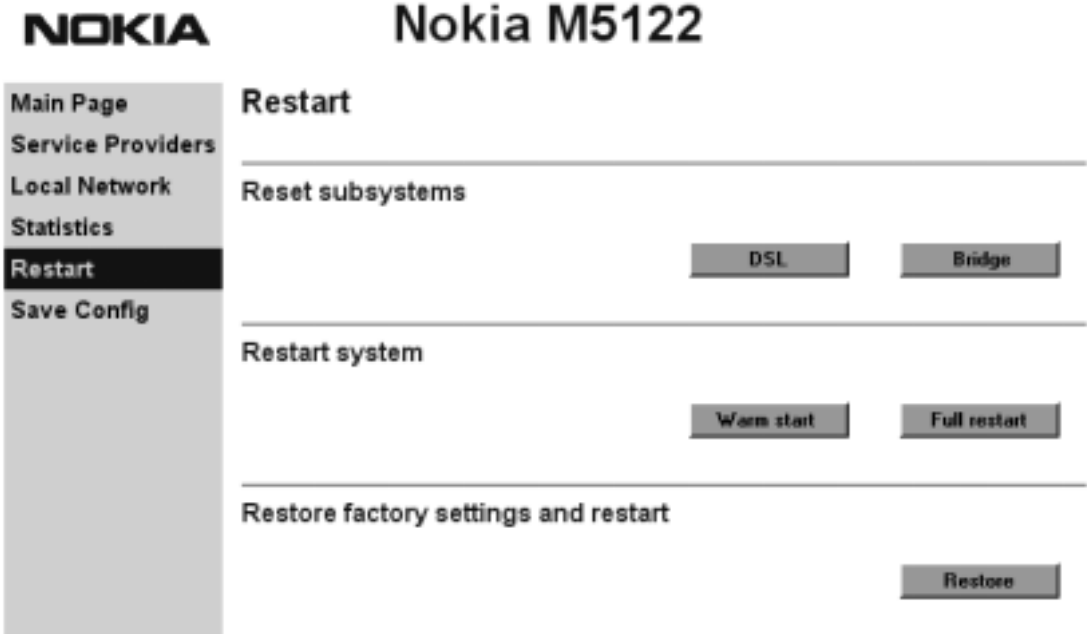 NOKIA
Nokia M5122
Main Page
Service Providers
Local Network
Statistics
Restart
Save Config
Restart
Reset subsystems
DSL
Bridge
Restart system
Warm start
Full restart
Restore factory settings and restart
Restore